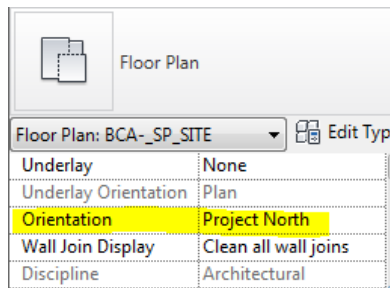 Floor Plan
Floor Plan: BCA-_SP_SITE Edit Typ
Underlay None
Underlay Orientation Plan
Orientation Project North
Wall Join Display Clean all wall joins
Discipline Architectural